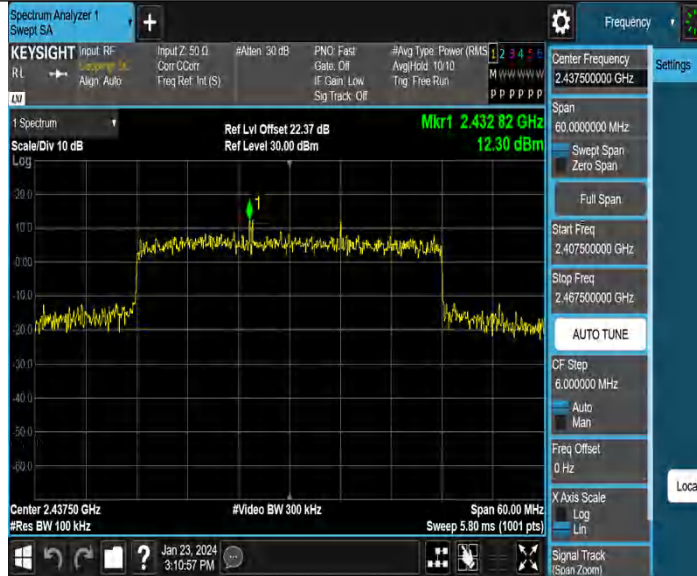 Spectrum Analyzer 1
Swept SA
+
Frequency
KEYSIGHT
RL
Input: RF
Align: Auto
Input Z: 50 Ω
Corr CCorr
Freq Ref: Int (S)
#Atten: 30 dB
PNO: Fast
Gate: Off
IF Gain: Low
Sig Track: Off
#Avg Type: Power (RMS
Avg|Hold: 10/10
Trig: Free Run
1 2 3 4 5 6
M W W W W W
P P P P P P
Center Frequency
2.437500000 GHz
Settings
Span
60.0000000 MHz
Swept Span
Zero Span
Full Span
Start Freq
2.407500000 GHz
Stop Freq
2.467500000 GHz
AUTO TUNE
CF Step
6.000000 MHz
Auto
Man
Freq Offset
0 Hz
X Axis Scale
Log
Lin
Signal Track
(Span Zoom)
Loca
1 Spectrum
Scale/Div 10 dB
Log
Ref Lvl Offset 22.37 dB
Ref Level 30.00 dBm
Mkr1 2.432 82 GHz
12.30 dBm
1
20.0
10.0
0.00
-10.0
-20.0
-30.0
-40.0
-50.0
-60.0
Center 2.43750 GHz
#Res BW 100 kHz
#Video BW 300 kHz
Span 60.00 MHz
Sweep 5.80 ms (1001 pts)
?
Jan 23, 2024
3:10:57 PM